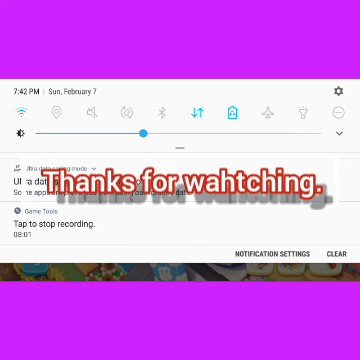 7:42 PM | Sun, February 7
Ultra data saving mode
Thanks for wahtching.
Game Tools
Tap to stop recording.
08:01
NOTIFICATION SETTINGS CLEAR